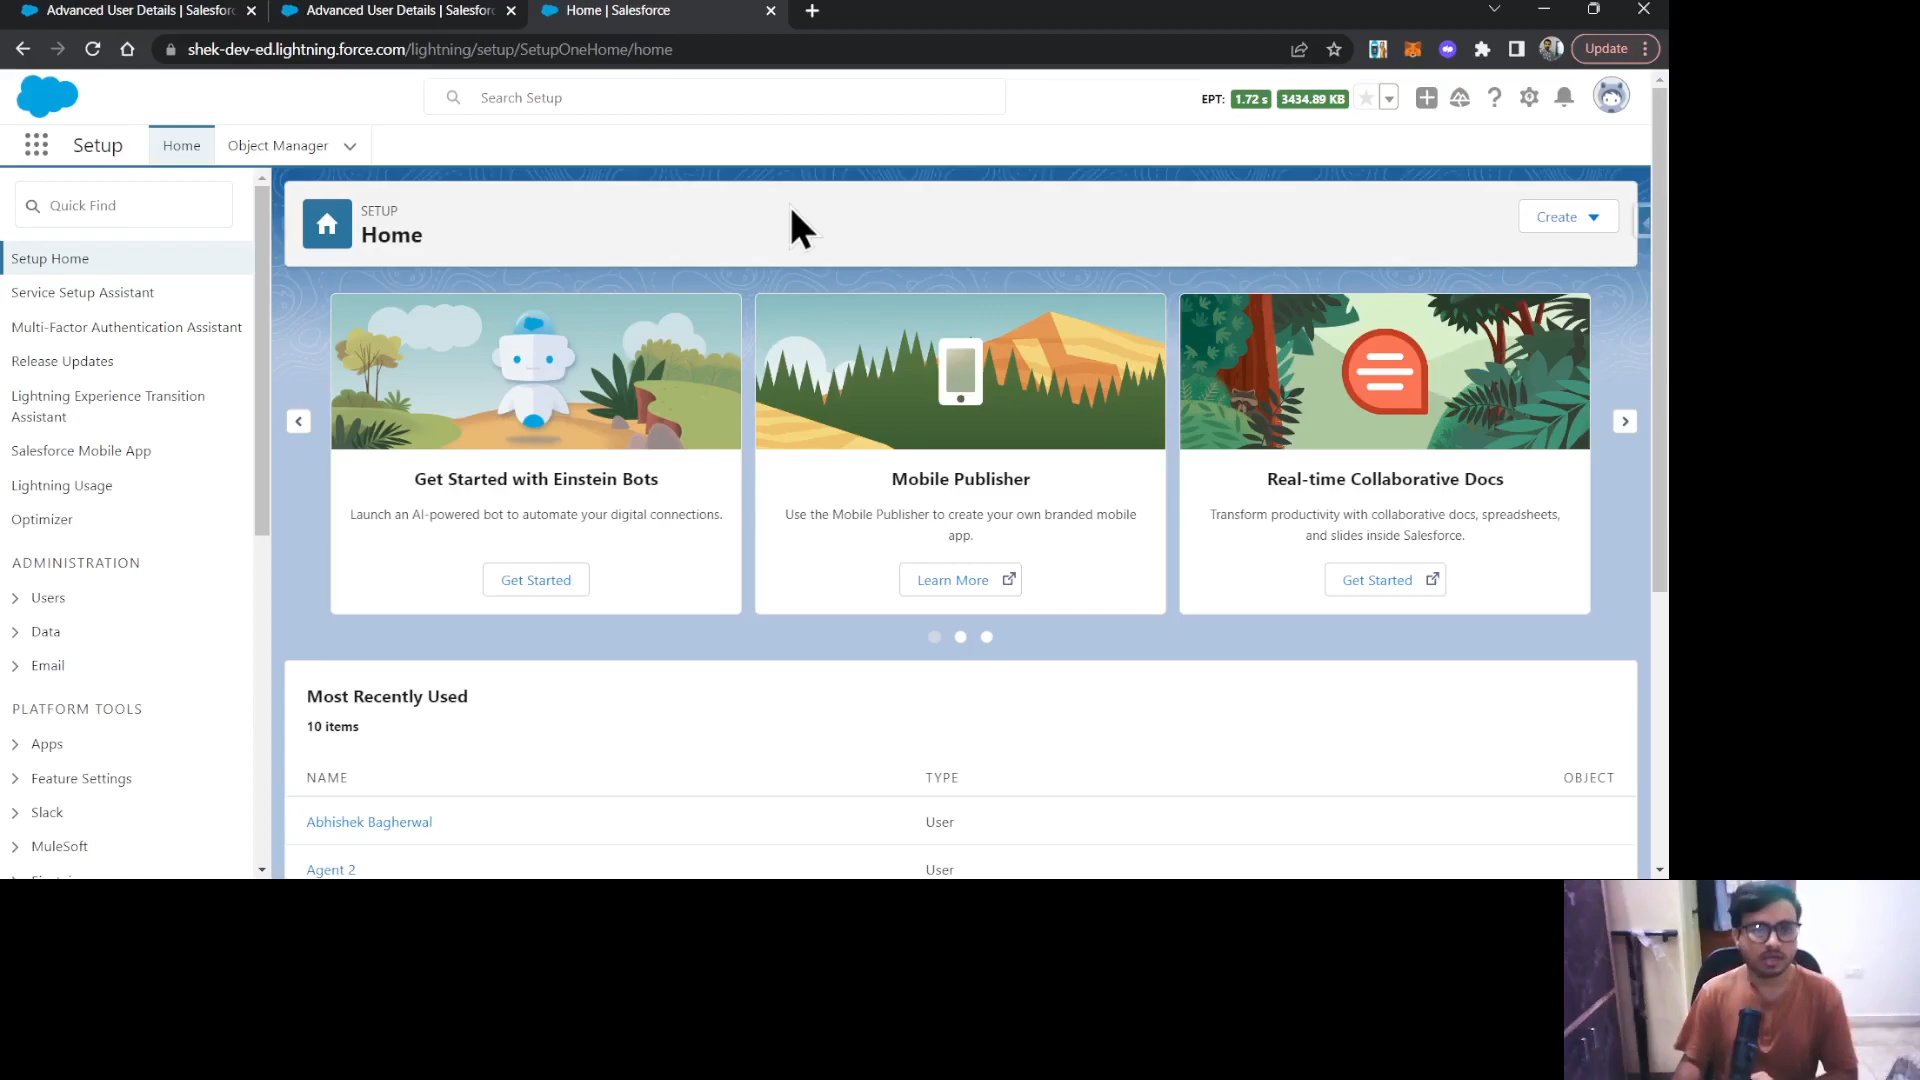 Advanced User Details | Salesforc
Advanced User Details | Salesfor
Home | Salesforce
shek-dev-ed.lightning.force.com/lightning/setup/SetupOneHome/home
Update
Search Setup
EPT: 1.72 s 3434.89 KB
Setup
Home
Object Manager
Quick Find
Setup Home
Service Setup Assistant
Multi-Factor Authentication Assistant
Release Updates
Lightning Experience Transition
Assistant
Salesforce Mobile App
Lightning Usage
Optimizer
ADMINISTRATION
Users
Data
Email
PLATFORM TOOLS
Apps
Feature Settings
Slack
MuleSoft
SETUP
Home
Create
Get Started with Einstein Bots
Launch an AI-powered bot to automate your digital connections.
Get Started
Mobile Publisher
Use the Mobile Publisher to create your own branded mobile
app.
Learn More
Real-time Collaborative Docs
Transform productivity with collaborative docs, spreadsheets,
and slides inside Salesforce.
Get Started
Most Recently Used
10 items
NAME TYPE OBJECT
Abhishek Bagherwal User
Agent 2 User